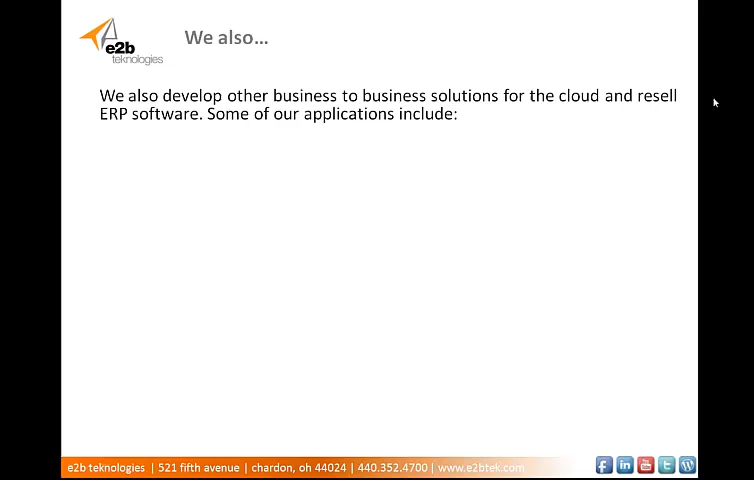 e2b
teknologies
We also…
We also develop other business to business solutions for the cloud and resell
ERP software. Some of our applications include:
e2b teknologies | 521 fifth avenue | chardon, oh 44024 | 440.352.4700 | www.e2btek.com